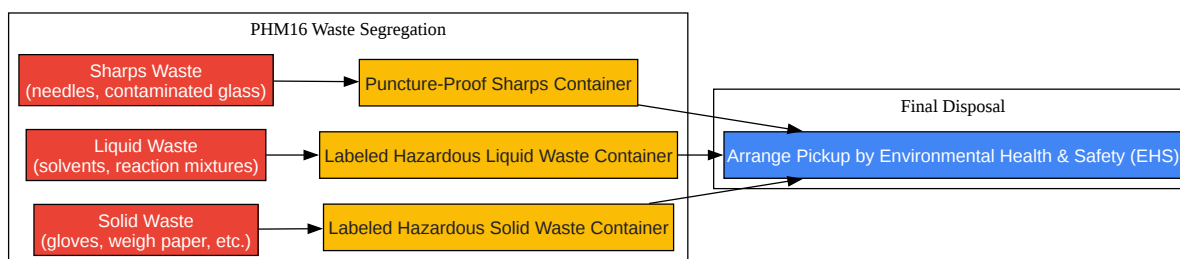 PHM16 Waste Segregation
Sharps Waste
(needles, contaminated glass)
Puncture-Proof Sharps Container
Liquid Waste
(solvents, reaction mixtures)
Labeled Hazardous Liquid Waste Container
Solid Waste
(gloves, weigh paper, etc.)
Labeled Hazardous Solid Waste Container
Final Disposal
Arrange Pickup by Environmental Health & Safety (EHS)